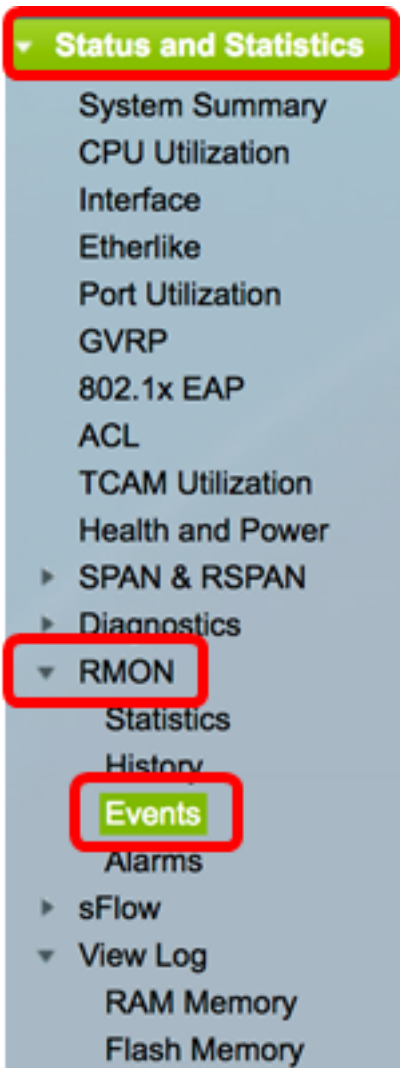 Status and Statistics
System Summary
CPU Utilization
Interface
Etherlike
Port Utilization
GVRP
802.1x EAP
ACL
TCAM Utilization
Health and Power
SPAN & RSPAN
Diagnostics
RMON
Statistics
History
Events
Alarms
sFlow
View Log
RAM Memory
Flash Memory